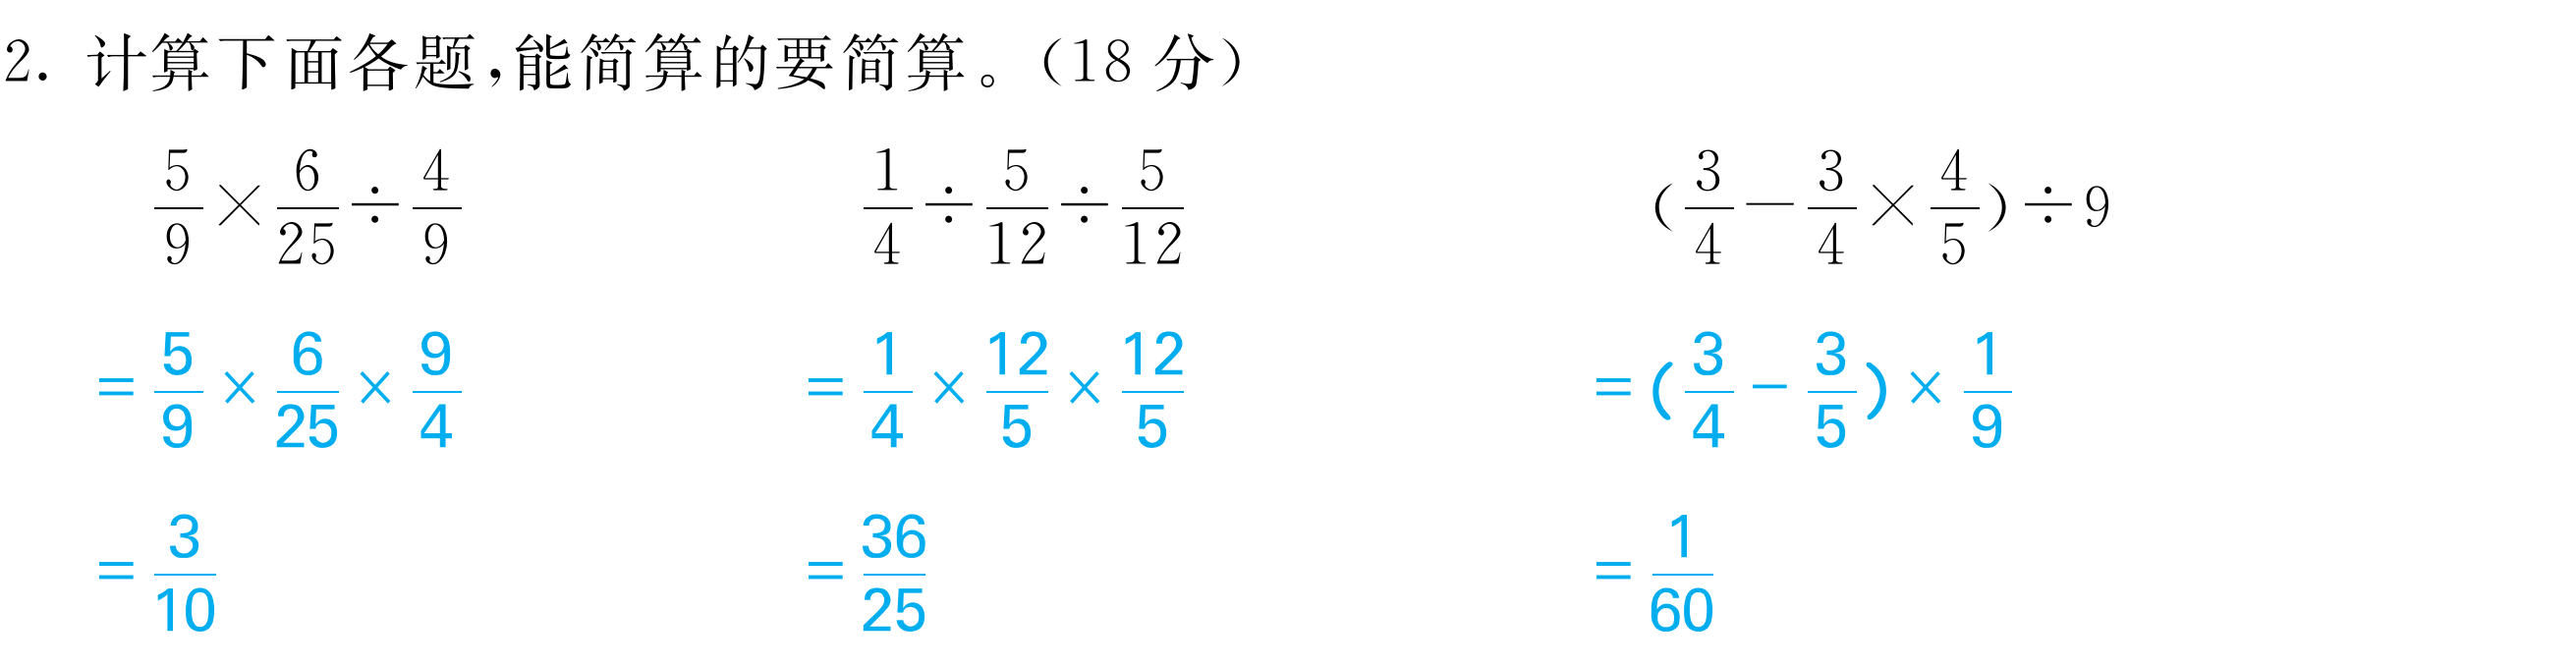 2. 计算下面各题,能简算的要简算。(18 分)
5/9 × 6/25 ÷ 4/9    1/4 ÷ 5/12 ÷ 5/12    (3/4 − 3/4 × 4/5) ÷ 9
= 5/9 × 6/25 × 9/4    = 1/4 × 12/5 × 12/5    = (3/4 − 3/5) × 1/9
= 3/10    = 36/25    = 1/60